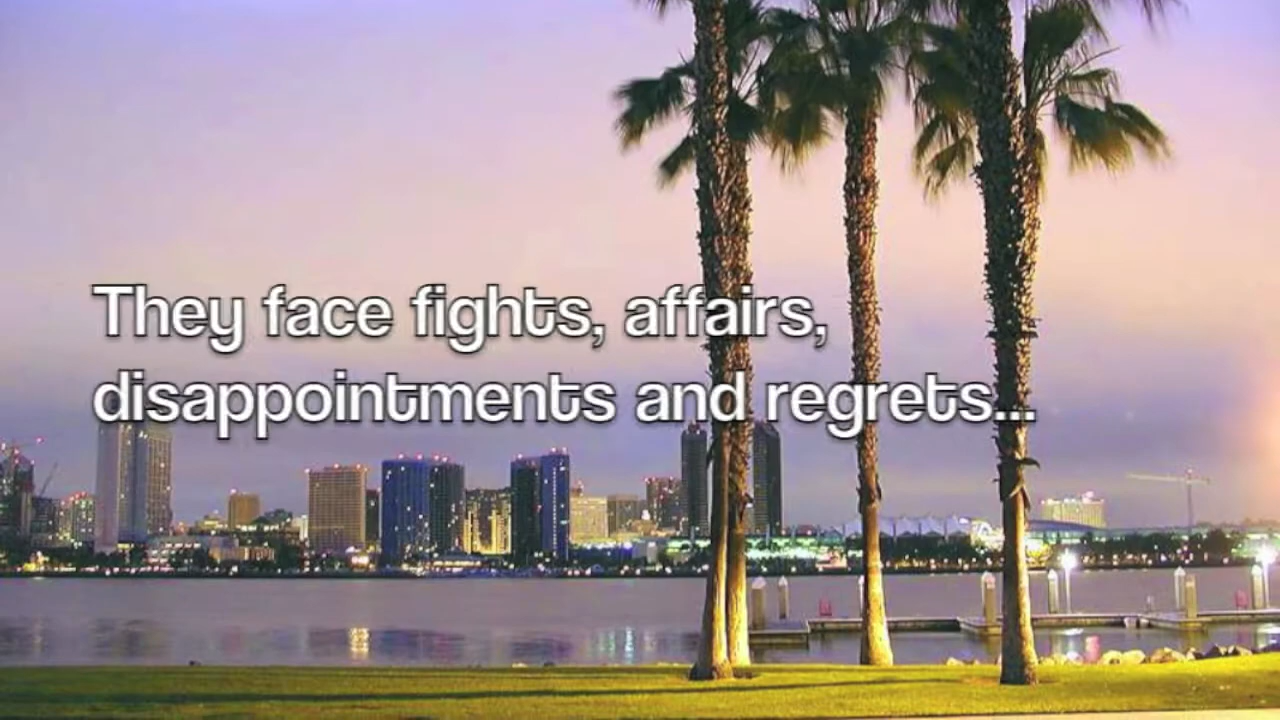 They face fights, affairs,
disappointments and regrets...